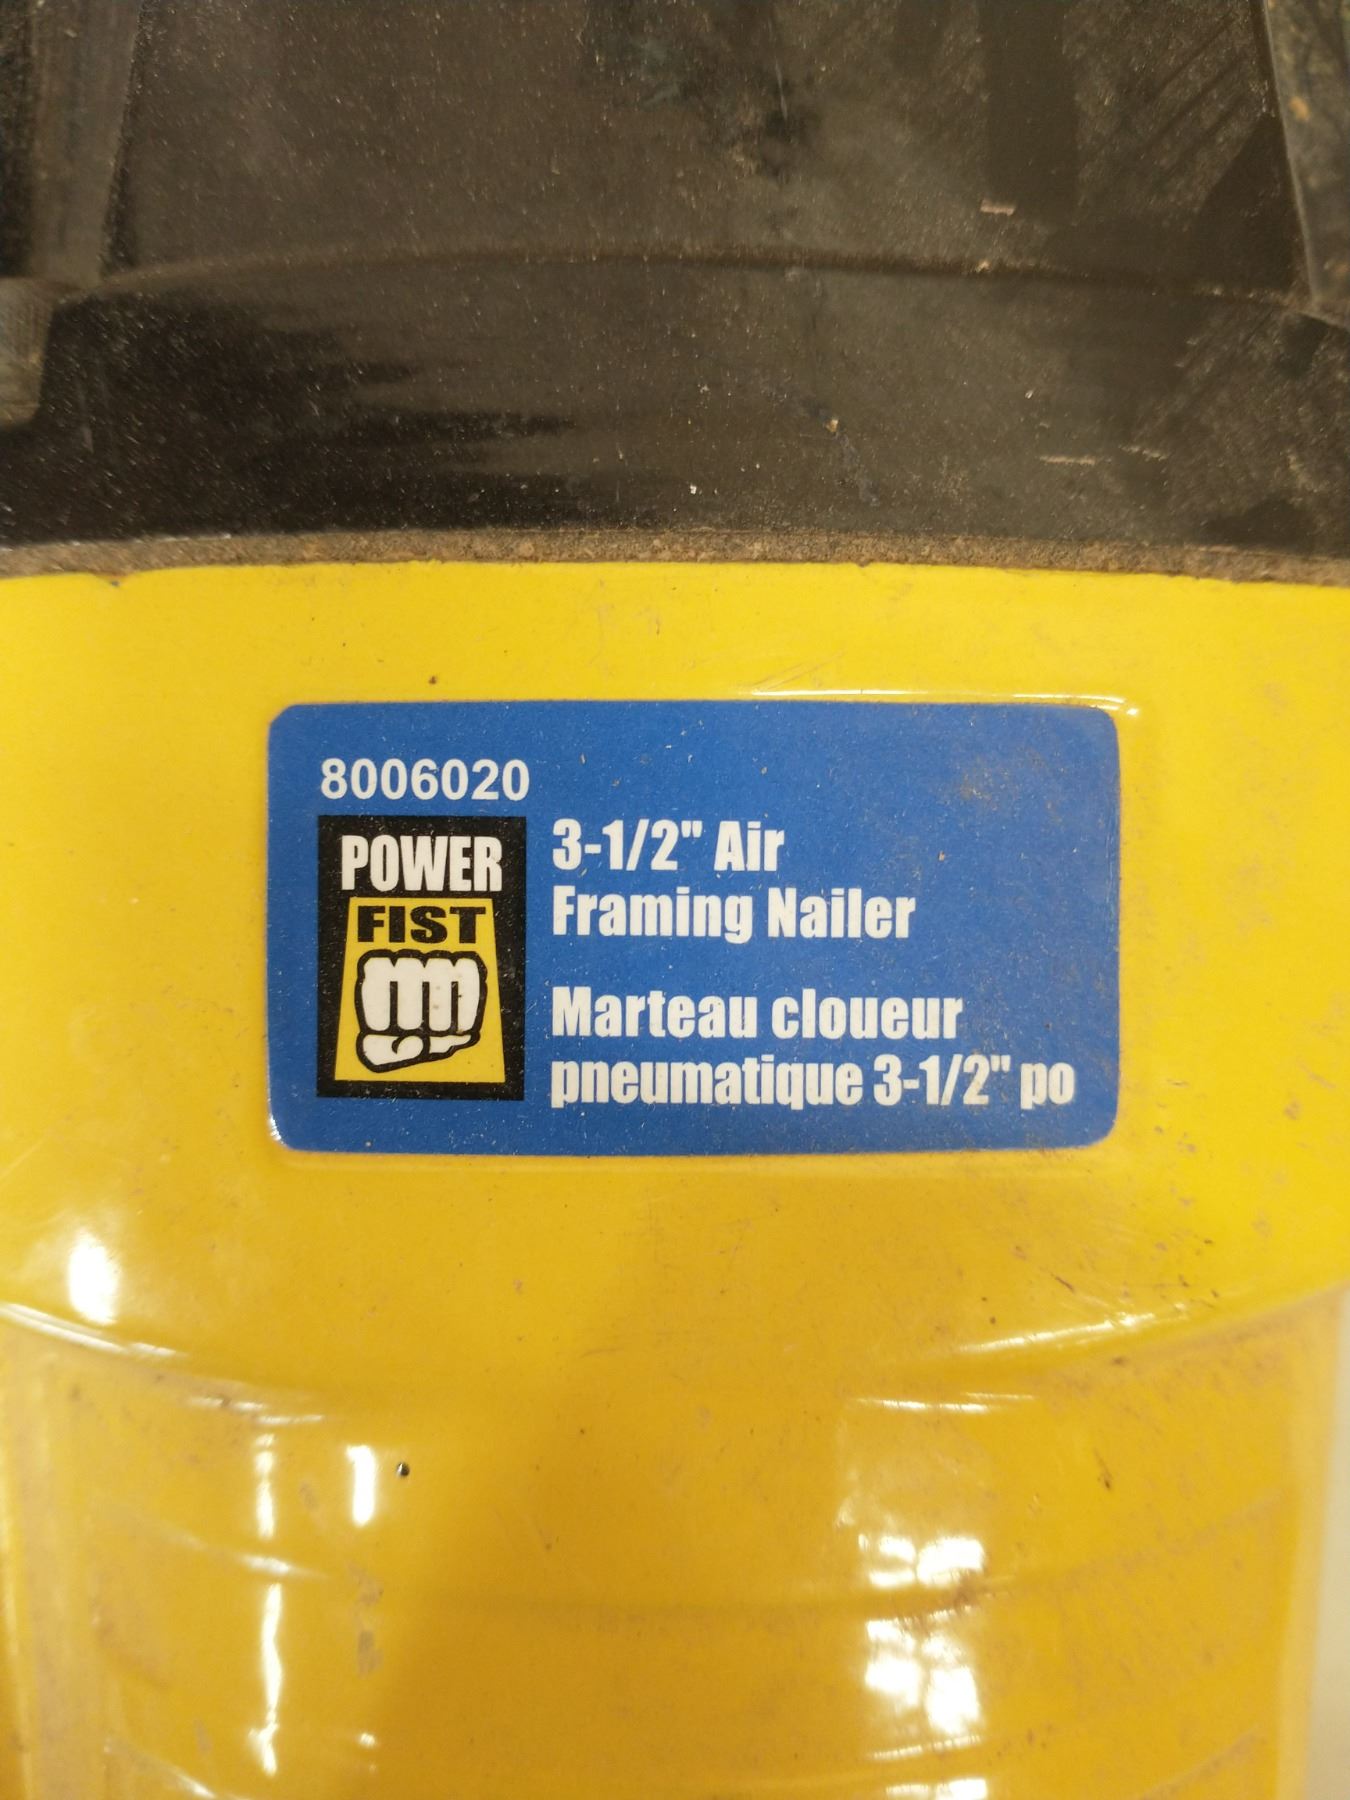 8006020
POWER
FIST
3-1/2" Air
Framing Nailer
Marteau cloueur
pneumatique 3-1/2" po